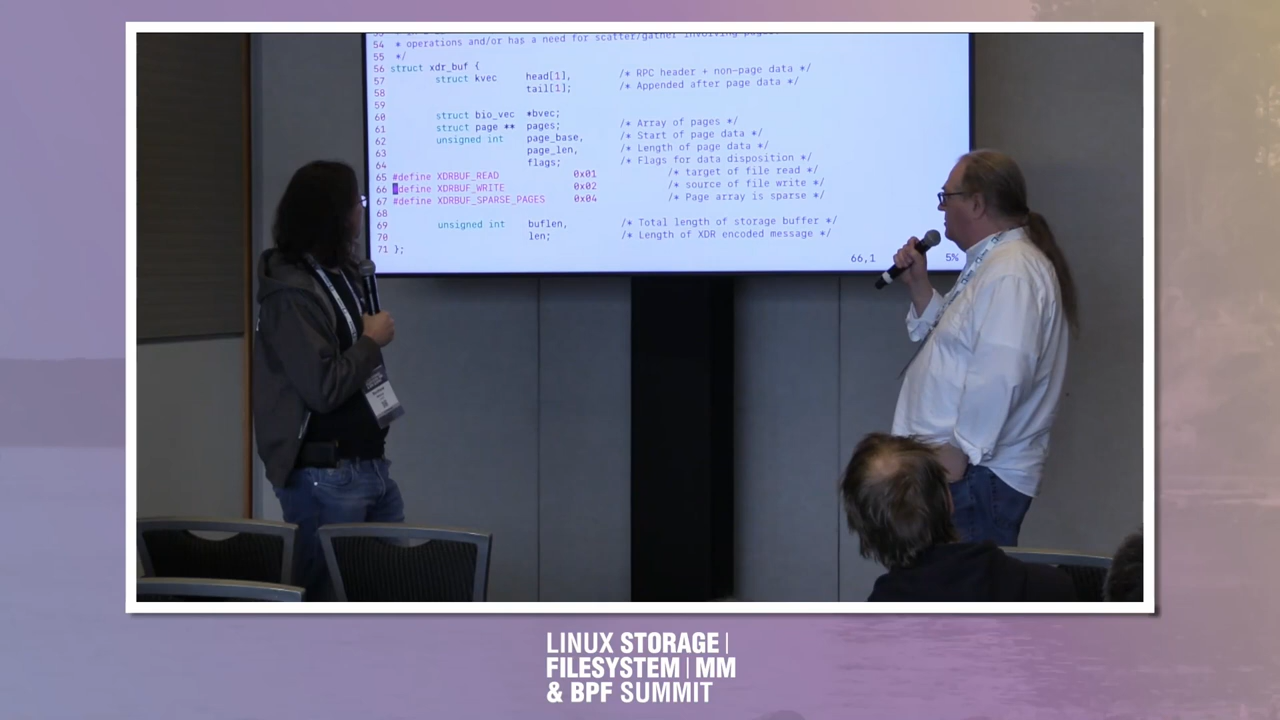 54 * operations and/or has a need for scatter/gather involving pages.
55 */
56 struct xdr_buf {
57 struct kvec head[1], /* RPC header + non-page data */
58 tail[1]; /* Appended after page data */
59
60 struct bio_vec *bvec;
61 struct page ** pages; /* Array of pages */
62 unsigned int page_base, /* Start of page data */
63 page_len, /* Length of page data */
64 flags; /* Flags for data disposition */
65 #define XDRBUF_READ 0x01 /* target of file read */
66 #define XDRBUF_WRITE 0x02 /* source of file write */
67 #define XDRBUF_SPARSE_PAGES 0x04 /* Page array is sparse */
68
69 unsigned int buflen, /* Total length of storage buffer */
70 len; /* Length of XDR encoded message */
71 };
66,1 5%
LINUX STORAGE |
FILESYSTEM | MM
& BPF SUMMIT